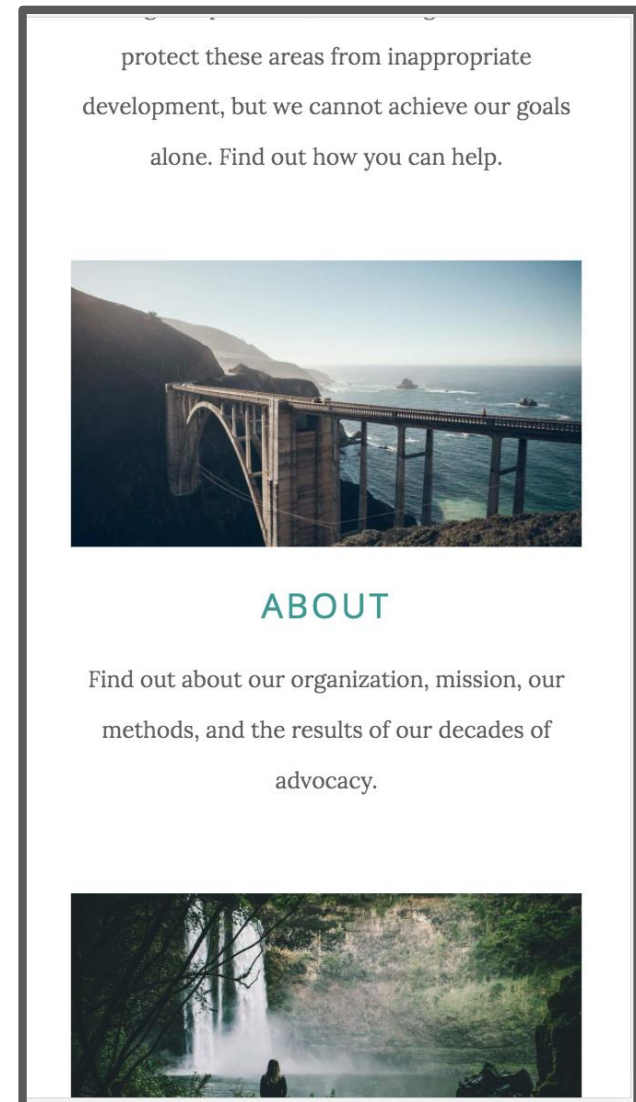 protect these areas from inappropriate
development, but we cannot achieve our goals
alone. Find out how you can help.
ABOUT
Find out about our organization, mission, our
methods, and the results of our decades of
advocacy.